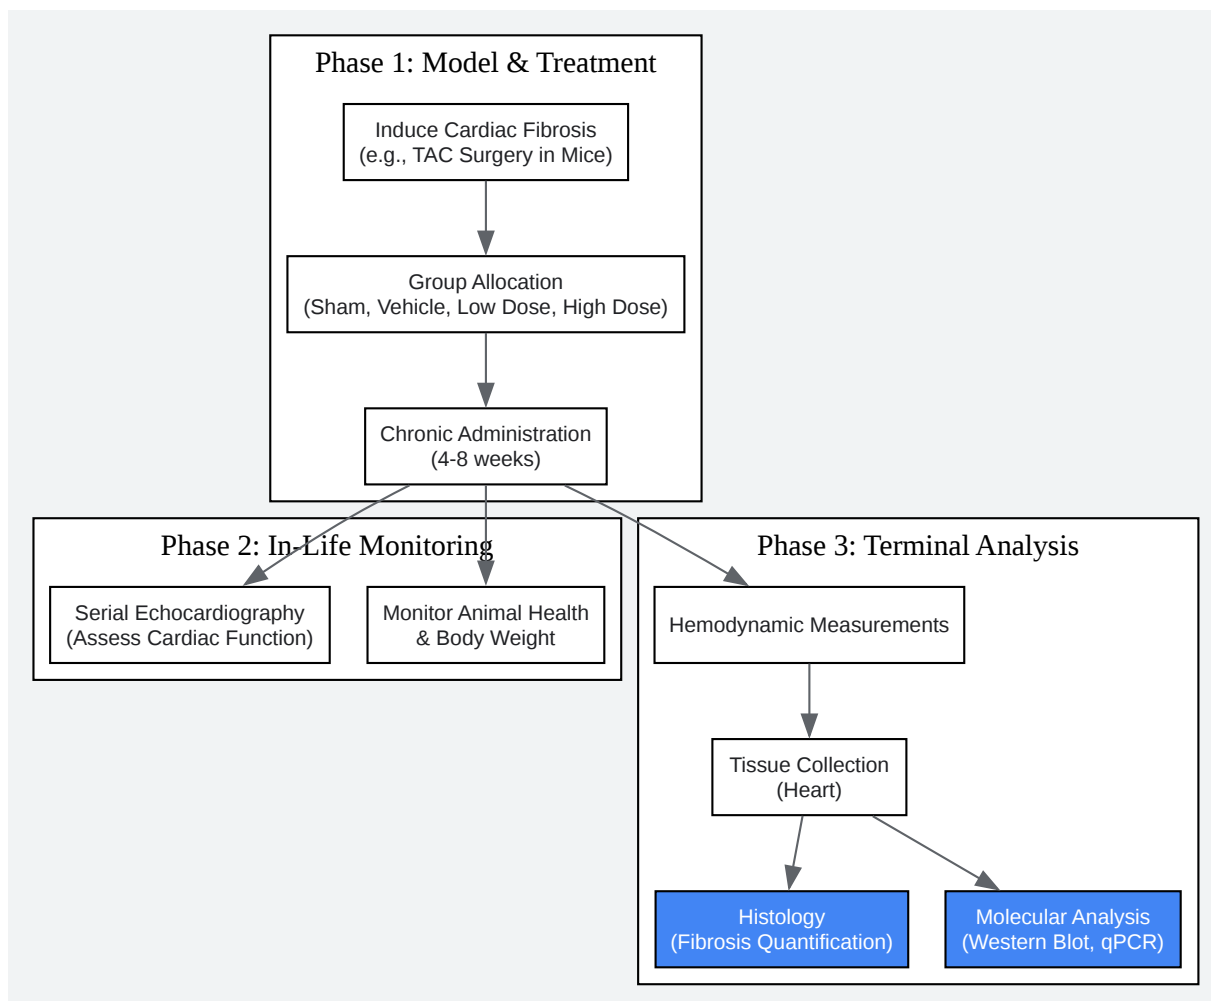 Phase 1: Model & Treatment
Induce Cardiac Fibrosis
(e.g., TAC Surgery in Mice)
Group Allocation
(Sham, Vehicle, Low Dose, High Dose)
Chronic Administration
(4-8 weeks)
Phase 2: In-Life Monitoring
Serial Echocardiography
(Assess Cardiac Function)
Monitor Animal Health
& Body Weight
Phase 3: Terminal Analysis
Hemodynamic Measurements
Tissue Collection
(Heart)
Histology
(Fibrosis Quantification)
Molecular Analysis
(Western Blot, qPCR)